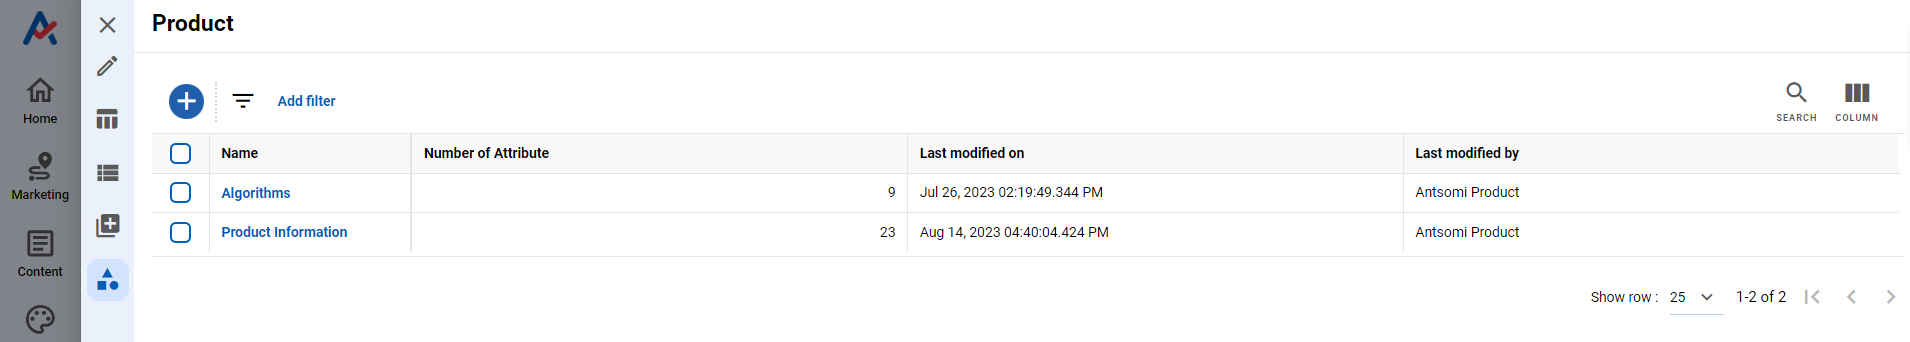 Product
Home
Marketing
Content
Add filter
SEARCH
COLUMN
Name
Number of Attribute
Last modified on
Last modified by
Algorithms
9
Jul 26, 2023 02:19:49.344 PM
Antsomi Product
Product Information
23
Aug 14, 2023 04:40:04.424 PM
Antsomi Product
Show row : 25
1-2 of 2